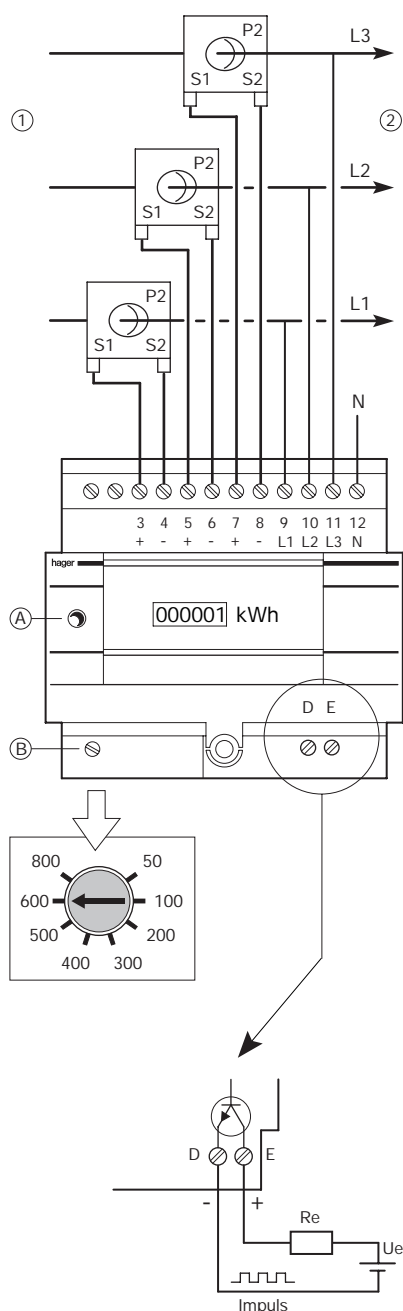 P2 L3
S1 S2
1 2
P2 L2
S1 S2
P2 L1
S1 S2
N
3 4 5 6 7 8 9 10 11 12
+ - + - + - L1 L2 L3 N
hager
A 000001 kWh
D E
B
800 50
600 100
500 200
400 300
D E
- +
Re
Ue
Impuls